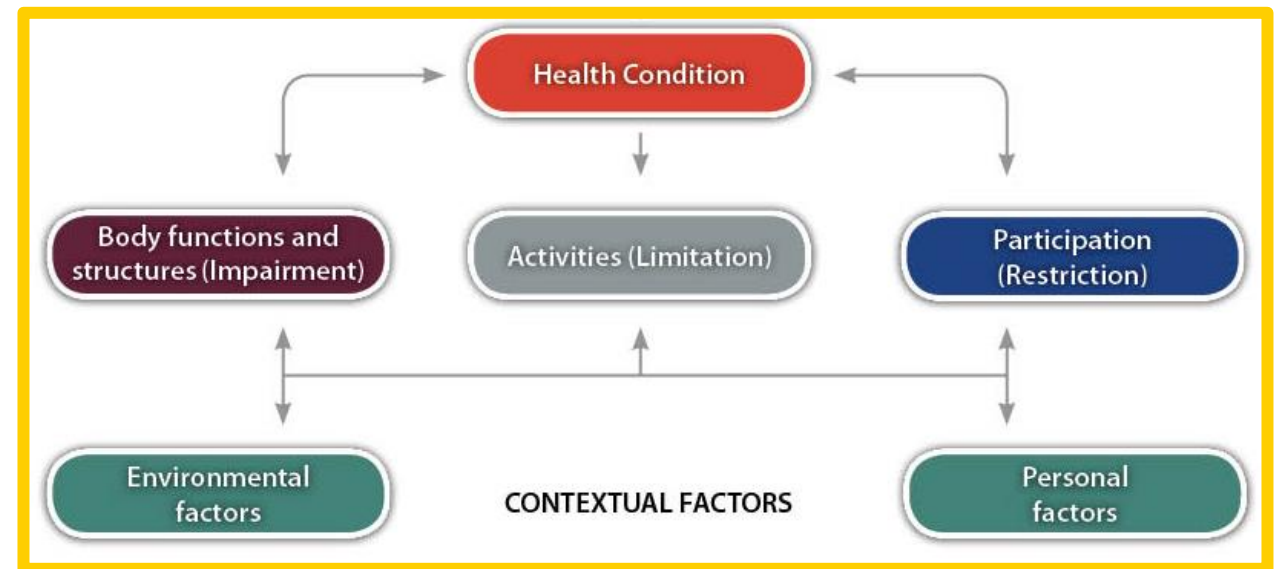 Health Condition
Body functions and
structures (Impairment)
Activities (Limitation)
Participation
(Restriction)
Environmental
factors
CONTEXTUAL FACTORS
Personal
factors